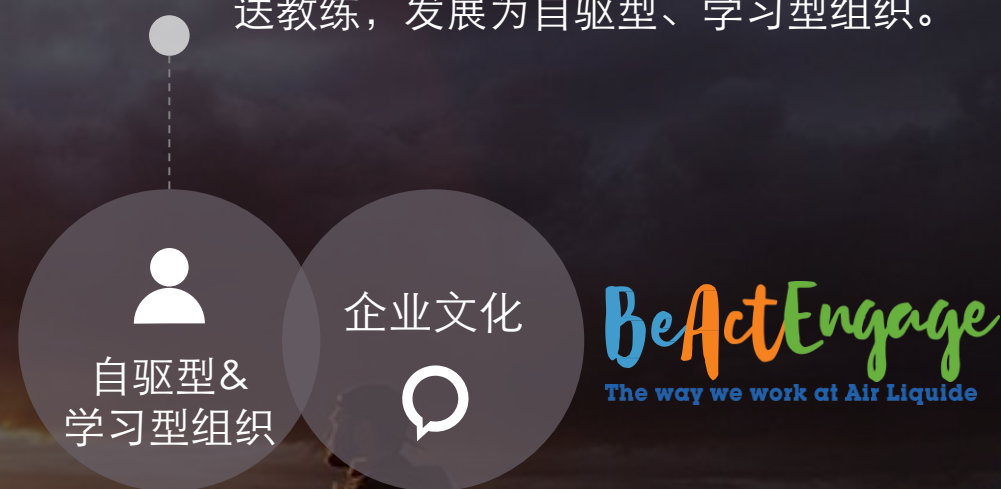 送教练，发展为自驱型、学习型组织。
企业文化
自驱型&
学习型组织
BeActEngage
The way we work at Air Liquide